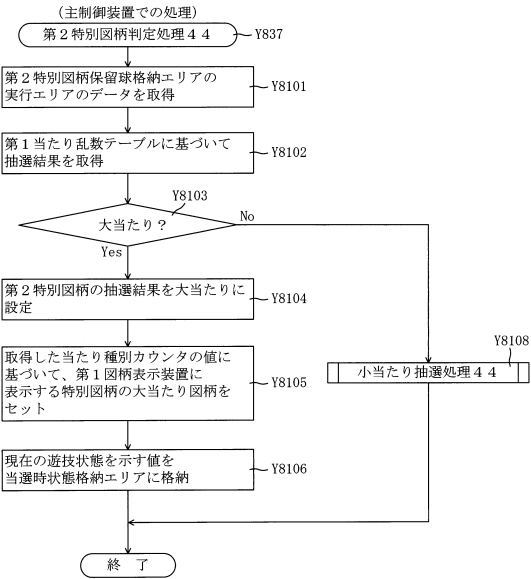 (主制御装置での処理)
第2特別図柄判定処理44
Y837
第2特別図柄保留球格納エリアの
実行エリアのデータを取得
Y8101
第1当たり乱数テーブルに基づいて
抽選結果を取得
Y8102
Y8103
大当たり?
No
Yes
第2特別図柄の抽選結果を大当たりに
設定
Y8104
Y8108
小当たり抽選処理44
取得した当たり種別カウンタの値に
基づいて、第1図柄表示装置に
表示する特別図柄の大当たり図柄を
セット
Y8105
現在の遊技状態を示す値を
当選時状態格納エリアに格納
Y8106
終 了